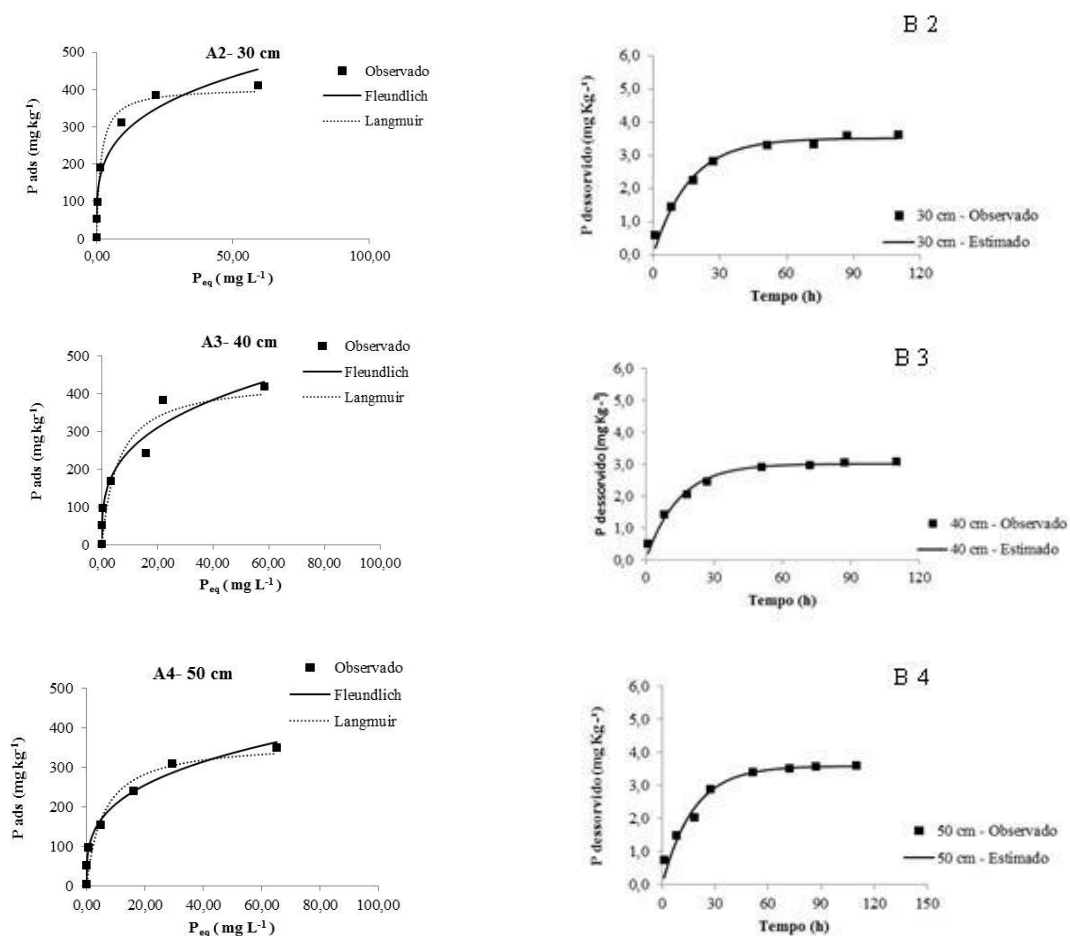 A2- 30 cm
Observado
Fleundlich
Langmuir
P ads (mg kg⁻¹)
500
400
300
200
100
0
0,00 50,00 100,00
P_eq ( mg L⁻¹)
B 2
P dessorvido (mg Kg⁻¹)
6,0
5,0
4,0
3,0
2,0
1,0
0,0
30 cm - Observado
30 cm - Estimado
0 30 60 90 120
Tempo (h)
A3- 40 cm
Observado
Fleundlich
Langmuir
P ads (mg kg⁻¹)
500
400
300
200
100
0
0,00 20,00 40,00 60,00 80,00 100,00
P_eq ( mg L⁻¹)
B 3
P dessorvido (mg Kg⁻¹)
6,0
5,0
4,0
3,0
2,0
1,0
0,0
40 cm - Observado
40 cm - Estimado
0 30 60 90 120
Tempo (h)
A4- 50 cm
Observado
Fleundlich
Langmuir
P ads (mg kg⁻¹)
500
400
300
200
100
0
0,00 20,00 40,00 60,00 80,00 100,00
P_eq ( mg L⁻¹)
B 4
P dessorvido (mg Kg⁻¹)
6,0
5,0
4,0
3,0
2,0
1,0
0,0
50 cm - Observado
50 cm - Estimado
0 30 60 90 120 150
Tempo (h)